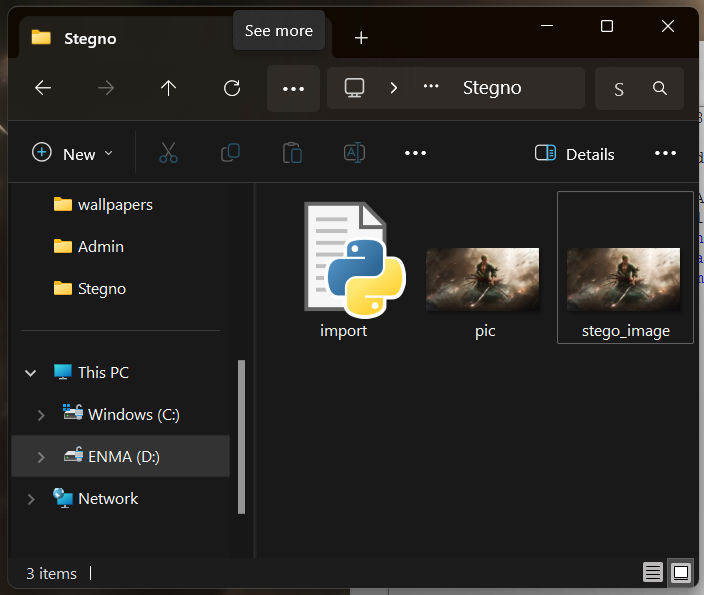 Stegno
See more
Stegno
S
New
Details
wallpapers
Admin
Stegno
This PC
Windows (C:)
ENMA (D:)
Network
import
pic
stego_image
3 items